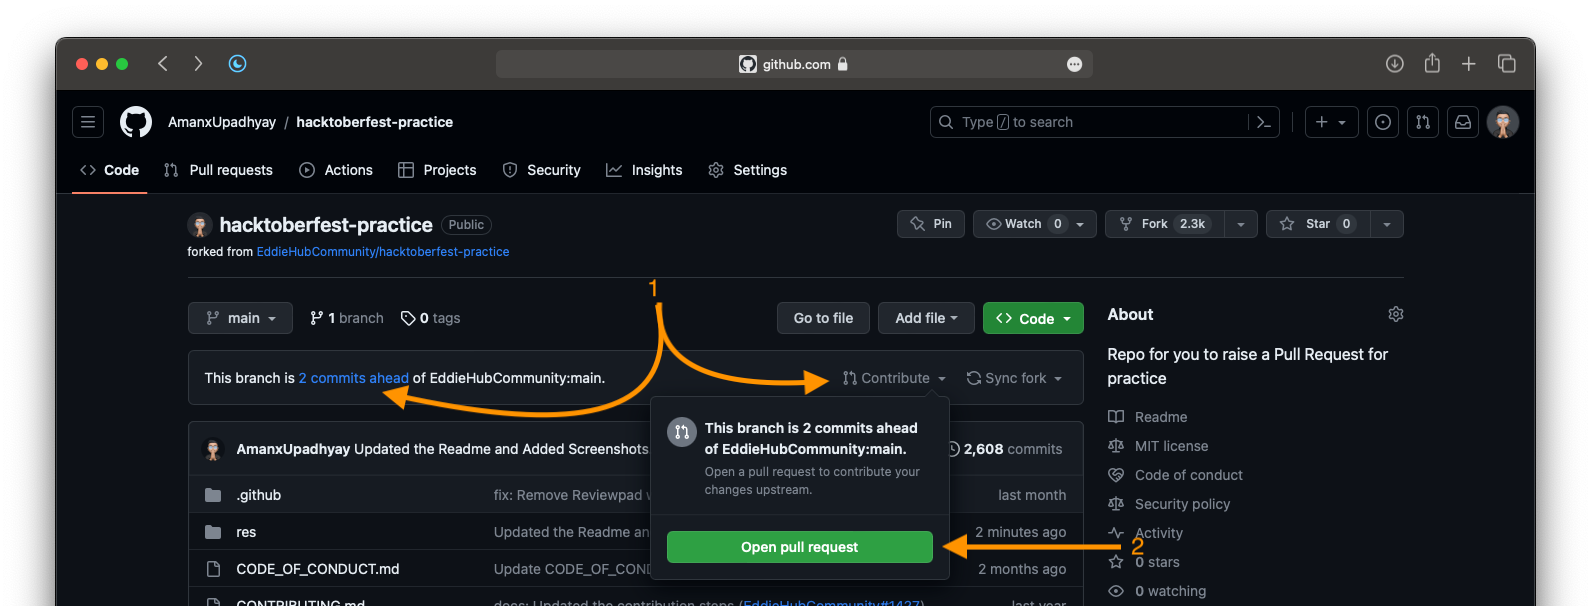 github.com
AmanxUpadhyay / hacktoberfest-practice
Type / to search
Code Pull requests Actions Projects Security Insights Settings
hacktoberfest-practice Public
Pin Watch 0 Fork 2.3k Star 0
forked from EddieHubCommunity/hacktoberfest-practice
1
main 1 branch 0 tags Go to file Add file Code
About
Repo for you to raise a Pull Request for
practice
This branch is 2 commits ahead of EddieHubCommunity:main. Contribute Sync fork
This branch is 2 commits ahead
of EddieHubCommunity:main.
Open a pull request to contribute your
changes upstream.
Open pull request
2
AmanxUpadhyay Updated the Readme and Added Screenshots. 2,608 commits
.github fix: Remove Reviewpad last month
res Updated the Readme 2 minutes ago
CODE_OF_CONDUCT.md Update 2 months ago
CONTRIBUTING.md docs: Updated the contribution steps (EddieHubCommunity#1427) last year
Readme
MIT license
Code of conduct
Security policy
Activity
0 stars
0 watching